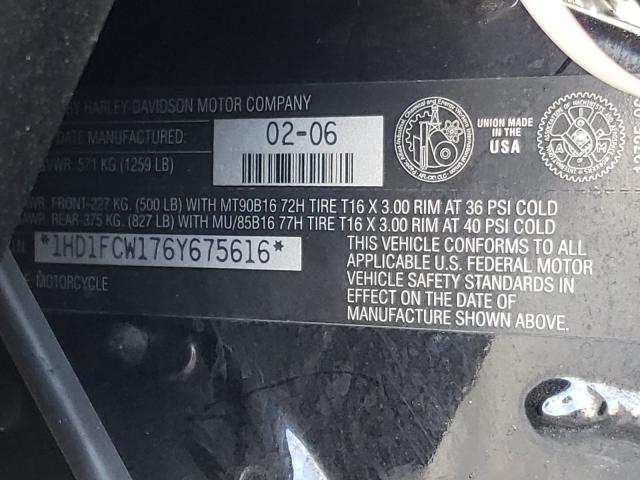 HARLEY-DAVIDSON MOTOR COMPANY
DATE MANUFACTURED: 02-06
GVWR: 571 KG (1259 LB)
UNION MADE
IN THE
USA
FRONT-227 KG. (500 LB) WITH MT90B16 72H TIRE T16 X 3.00 RIM AT 36 PSI COLD
REAR-375 KG. (827 LB) WITH MU/85B16 77H TIRE T16 X 3.00 RIM AT 40 PSI COLD
*1HD1FCW176Y675616*
MOTORCYCLE
THIS VEHICLE CONFORMS TO ALL
APPLICABLE U.S. FEDERAL MOTOR
VEHICLE SAFETY STANDARDS IN
EFFECT ON THE DATE OF
MANUFACTURE SHOWN ABOVE.